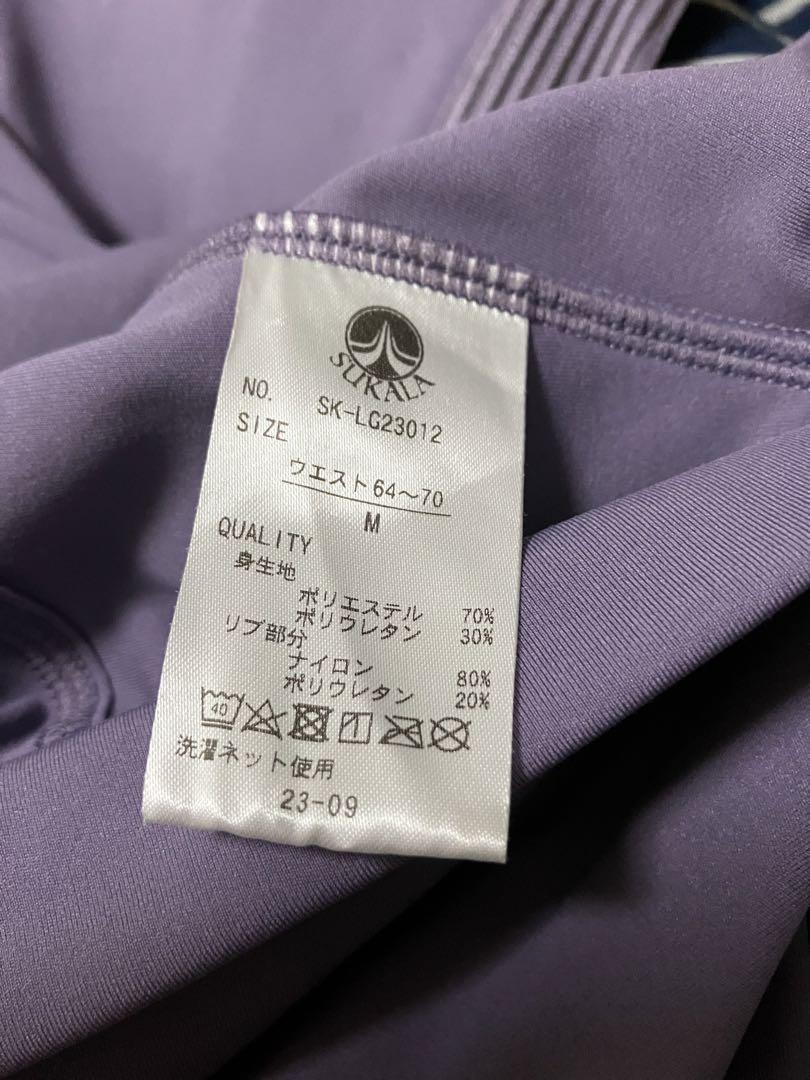 SUKALA
NO. SK-LG23012
SIZE
ウエスト64～70
M
QUALITY
身生地
ポリエステル 70%
ポリウレタン 30%
リブ部分
ナイロン 80%
ポリウレタン 20%
40
洗濯ネット使用
23-09